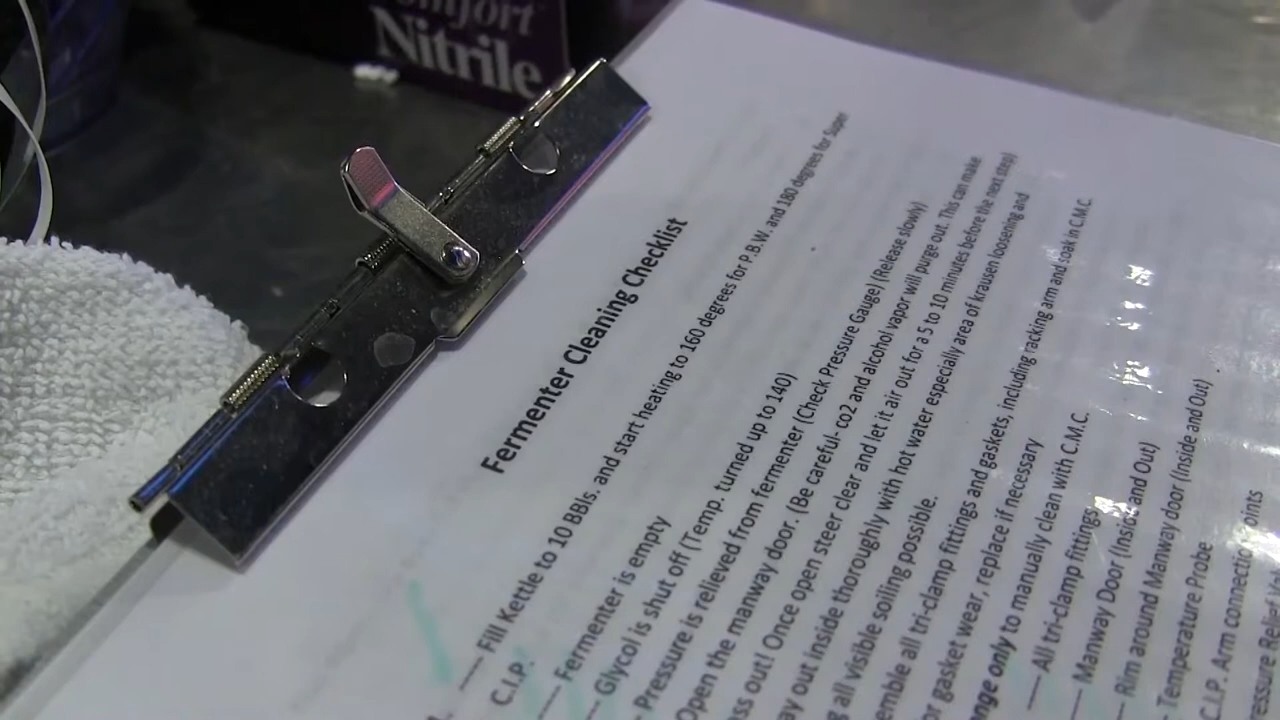 Comfort
Nitrile
Fermenter Cleaning Checklist
Fill Kettle to 10 BBls. and start heating to 160 degrees for P.B.W. and 180 degrees for Super
C.I.P.
Fermenter is empty
Glycol is shut off (Temp. turned up to 140)
Pressure is relieved from fermenter (Check Pressure Gauge) (Release slowly)
Open the manway door. (Be careful- co2 and alcohol vapor will purge out. This can make
out! Once open steer clear and let it air out for a 5 to 10 minutes before the next step)
out inside thoroughly with hot water especially area of krausen loosening and
all visible soiling possible.
all tri-clamp fittings and gaskets, including racking arm and soak in C.M.C.
for gasket wear, replace if necessary
only to manually clean with C.M.C.
All tri-clamp fittings
Manway Door (Inside and Out)
Rim around Manway door (Inside and Out)
Temperature Probe
C.I.P. Arm connection